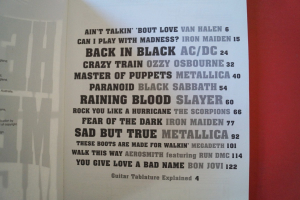 AIN'T TALKIN' 'BOUT LOVE VAN HALEN 6
CAN I PLAY WITH MADNESS? IRON MAIDEN 15
BACK IN BLACK AC/DC 24
CRAZY TRAIN OZZY OSBOURNE 32
MASTER OF PUPPETS METALLICA 40
PARANOID BLACK SABBATH 54
RAINING BLOOD SLAYER 60
ROCK YOU LIKE A HURRICANE THE SCORPIONS 66
FEAR OF THE DARK IRON MAIDEN 77
SAD BUT TRUE METALLICA 92
THESE BOOTS ARE MADE FOR WALKIN' MEGADETH 101
WALK THIS WAY AEROSMITH featuring RUN DMC 114
YOU GIVE LOVE A BAD NAME BON JOVI 122
Guitar Tablature Explained 4